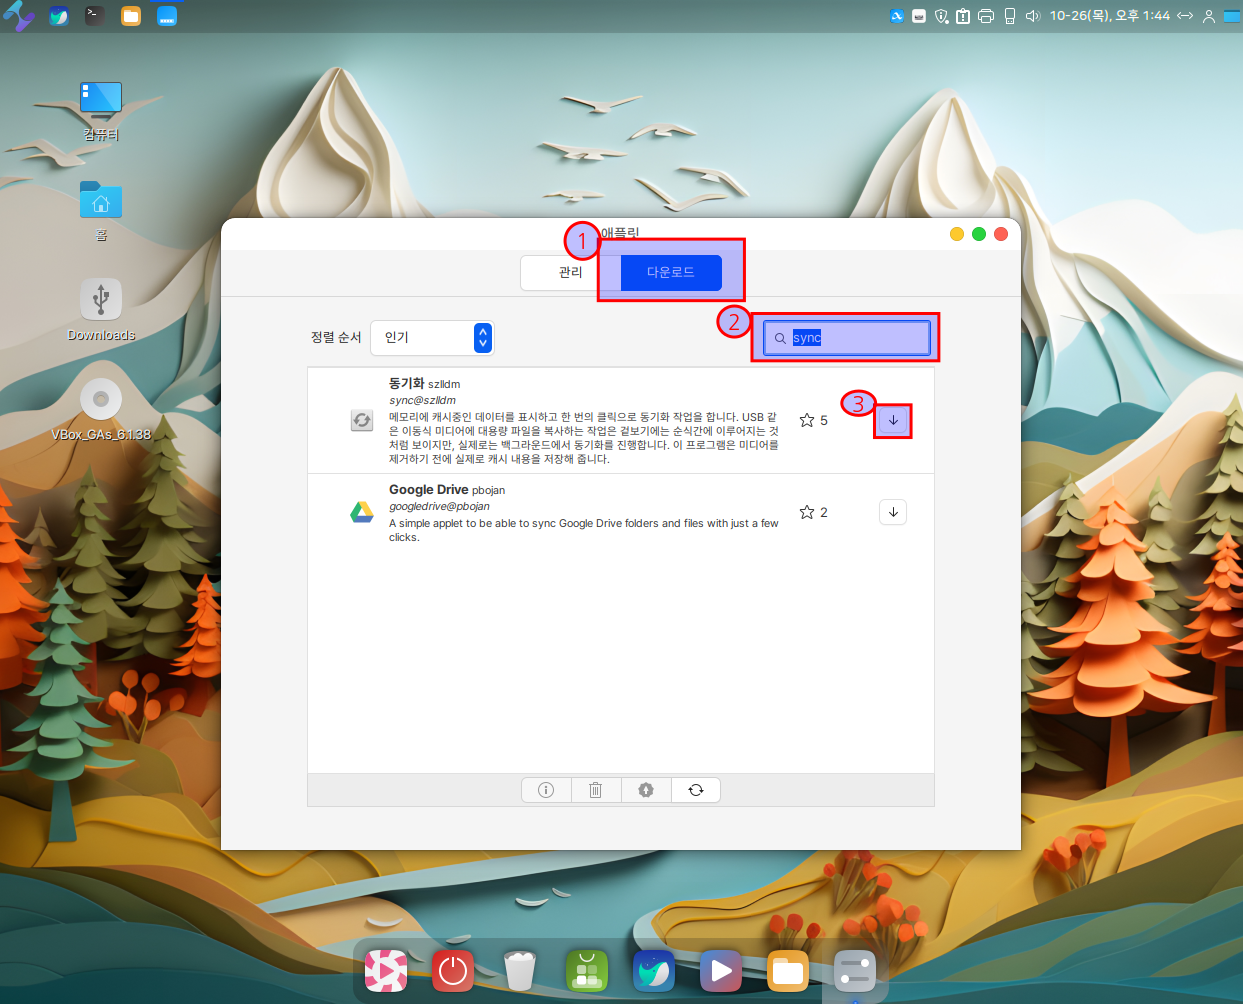 10-26(목), 오후 1:44
컴퓨터
홈
Downloads
VBox_GAs_6.1.38
애플릿
1
관리
다운로드
정렬 순서
인기
2
sync
동기화 szlldm
sync@szlldm
메모리에 캐시중인 데이터를 표시하고 한 번의 클릭으로 동기화 작업을 합니다. USB 같
은 이동식 미디어에 대용량 파일을 복사하는 작업은 겉보기에는 순식간에 이루어지는 것
처럼 보이지만, 실제로는 백그라운드에서 동기화를 진행합니다. 이 프로그램은 미디어를
제거하기 전에 실제로 캐시 내용을 저장해 줍니다.
5
3
Google Drive pbojan
googledrive@pbojan
A simple applet to be able to sync Google Drive folders and files with just a few
clicks.
2